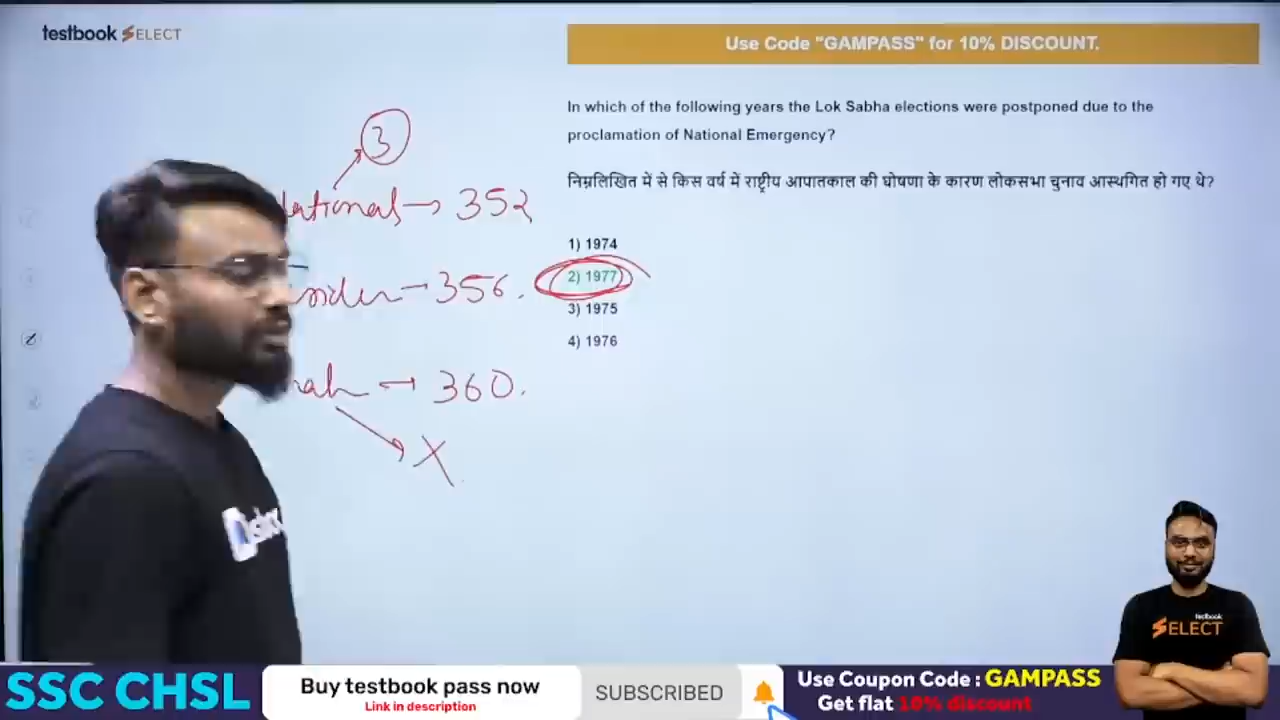 testbook SELECT
Use Code "GAMPASS" for 10% DISCOUNT.
In which of the following years the Lok Sabha elections were postponed due to the
proclamation of National Emergency?
निम्नलिखित में से किस वर्ष में राष्ट्रीय आपातकाल की घोषणा के कारण लोकसभा चुनाव आस्थगित हो गए थे?
1) 1974
2) 1977
3) 1975
4) 1976
3
→ 352
→ 356.
→ 360.
X
testbook
SELECT
SSC CHSL
Buy testbook pass now
Link in description
SUBSCRIBED
Use Coupon Code : GAMPASS
Get flat 10% discount